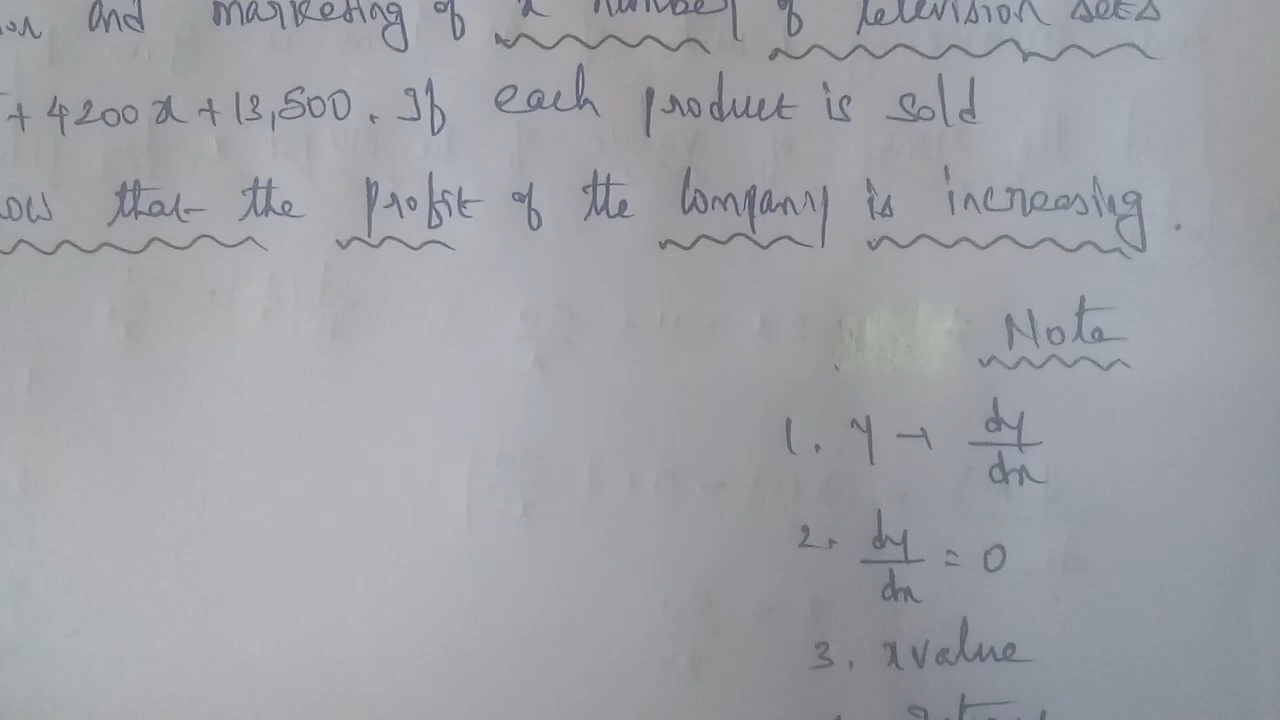 and marketing of x number of television sets
+ 4200x + 13,500. If each product is sold
that the profit of the Company is increasing.
Note
1. y → dy/dx
2. dy/dx = 0
3. x value